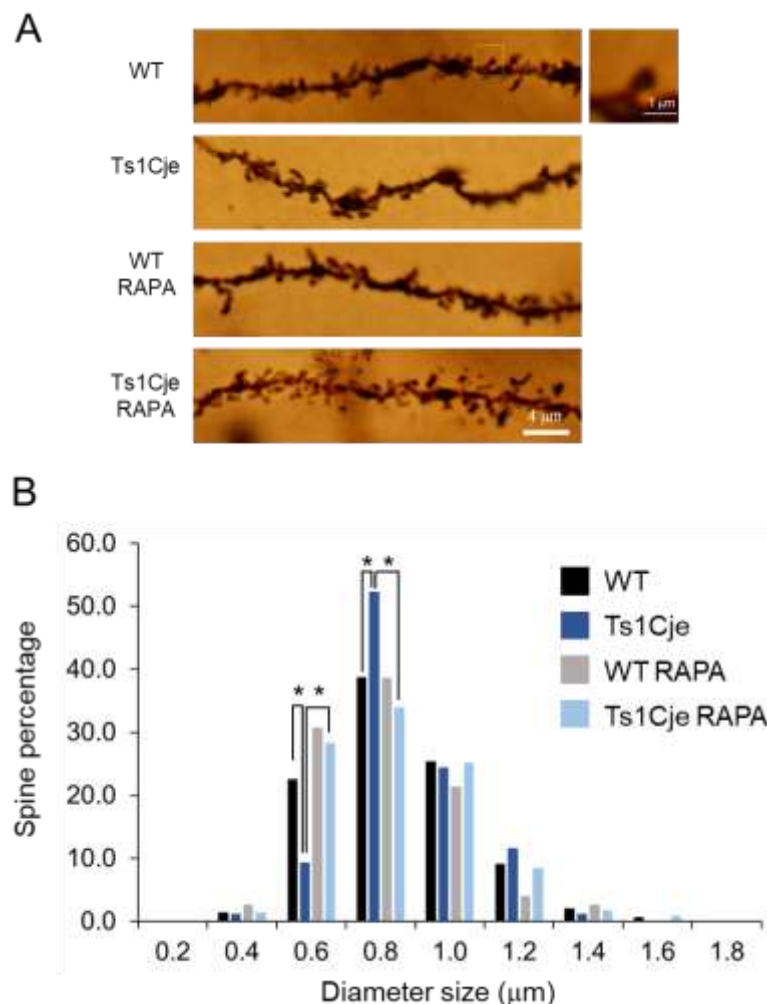 A
WT
1 μm
Ts1Cje
WT
RAPA
Ts1Cje
RAPA
4 μm
B
60.0
50.0
40.0
30.0
20.0
10.0
0.0
Spine percentage
* *
* *
WT
Ts1Cje
WT RAPA
Ts1Cje RAPA
0.2 0.4 0.6 0.8 1.0 1.2 1.4 1.6 1.8
Diameter size (μm)